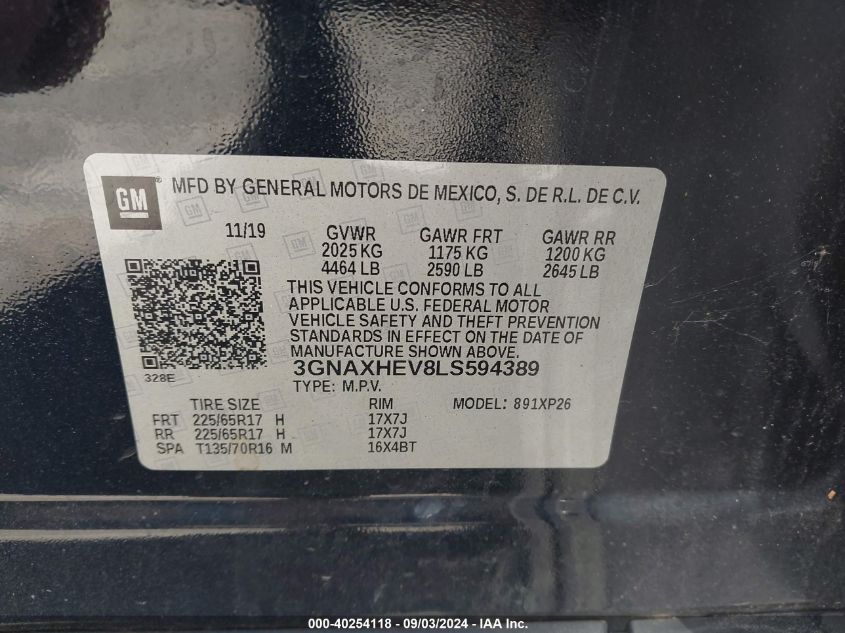 GM
MFD BY GENERAL MOTORS DE MEXICO, S. DE R.L. DE C.V.
11/19 GVWR GAWR FRT GAWR RR
2025 KG 1175 KG 1200 KG
4464 LB 2590 LB 2645 LB
THIS VEHICLE CONFORMS TO ALL
APPLICABLE U.S. FEDERAL MOTOR
VEHICLE SAFETY AND THEFT PREVENTION
STANDARDS IN EFFECT ON THE DATE OF
MANUFACTURE SHOWN ABOVE.
328E
3GNAXHEV8LS594389
TYPE: M.P.V.
TIRE SIZE RIM MODEL: 891XP26
FRT 225/65R17 H 17X7J
RR 225/65R17 H 17X7J
SPA T135/70R16 M 16X4BT
000-40254118 - 09/03/2024 - IAA Inc.